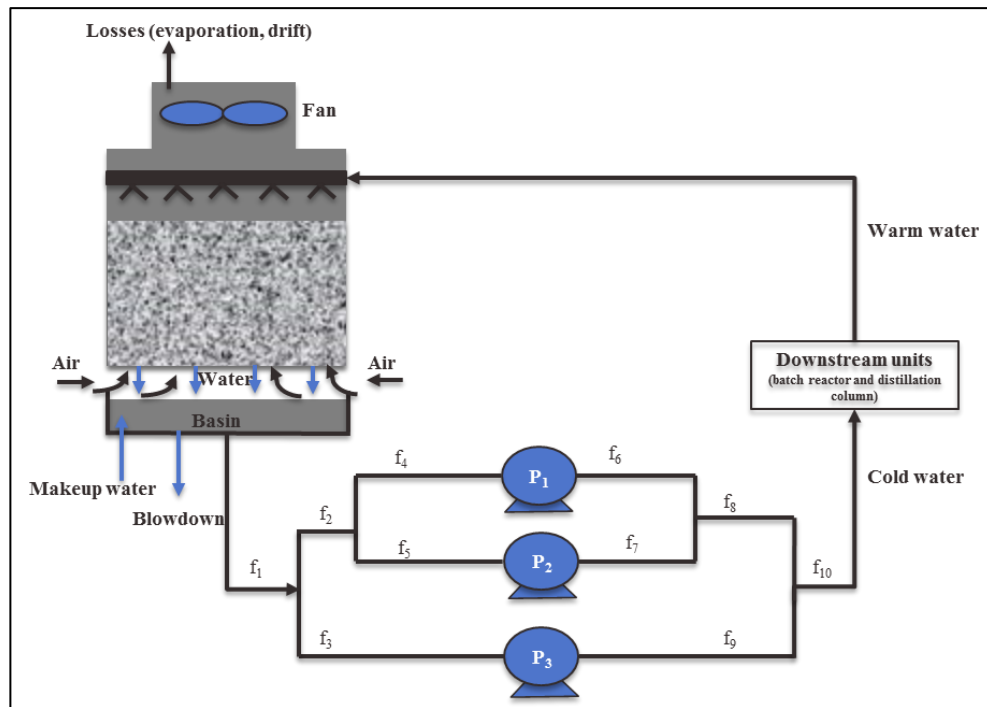 Losses (evaporation, drift)
Fan
Warm water
Air
Water
Air
Downstream units
(batch reactor and distillation
column)
Basin
Makeup water
Blowdown
Cold water
f₄
P₁
f₆
f₂
f₈
f₅
P₂
f₇
f₁
f₁₀
f₃
P₃
f₉